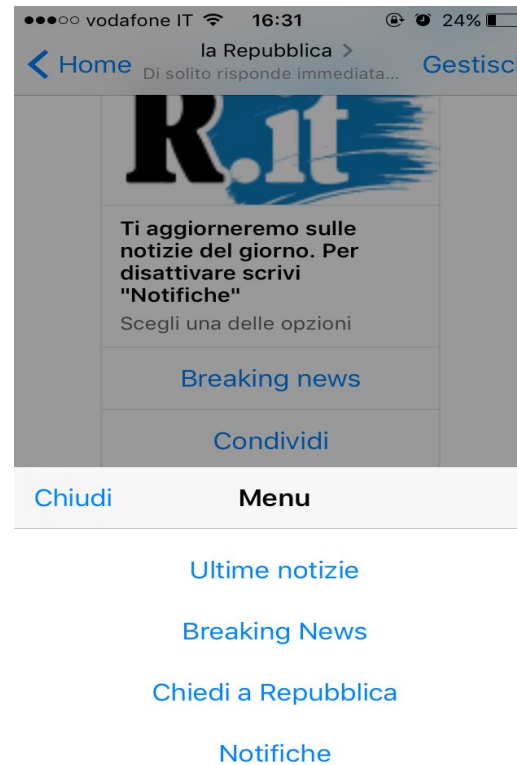 vodafone IT 16:31 24%
Home la Repubblica > Gestisci
Di solito risponde immediata...
R.it
Ti aggiorneremo sulle
notizie del giorno. Per
disattivare scrivi
"Notifiche"
Scegli una delle opzioni
Breaking news
Condividi
Chiudi Menu
Ultime notizie
Breaking News
Chiedi a Repubblica
Notifiche